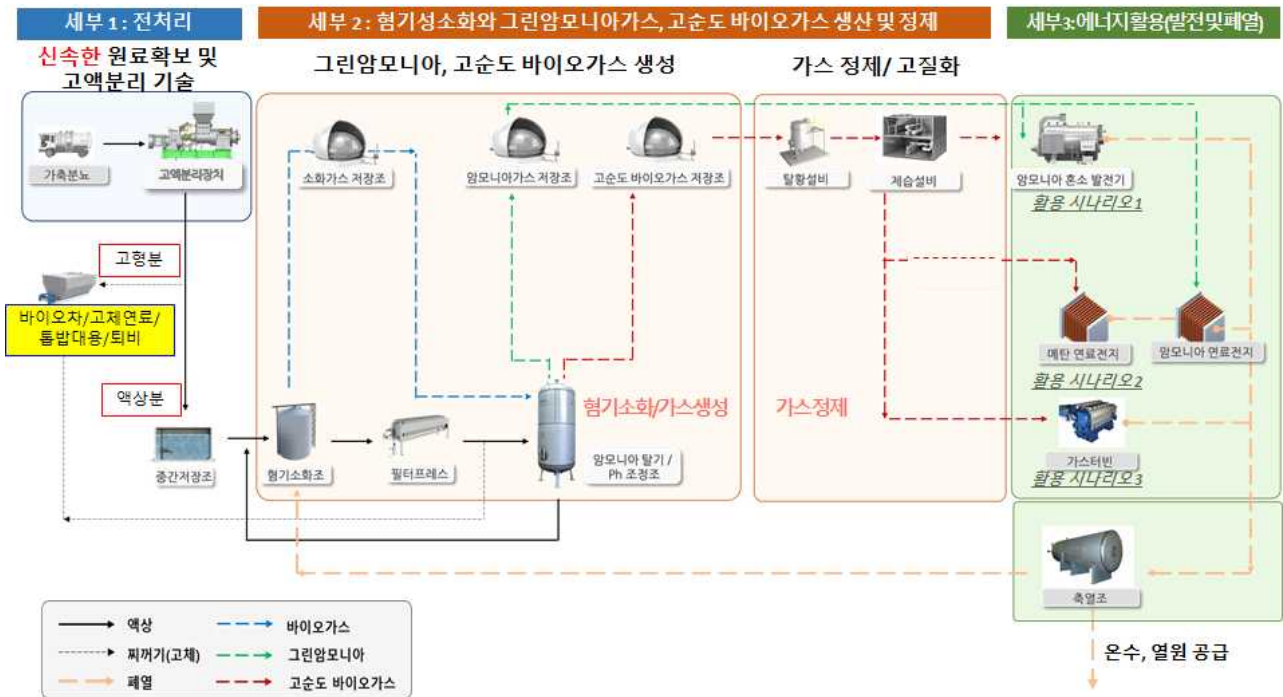 세부 1 : 전처리
세부 2 : 혐기성소화와 그린암모니아가스, 고순도 바이오가스 생산 및 정제
세부3:에너지활용(발전및폐열)
신속한 원료확보 및
고액분리 기술
그린암모니아, 고순도 바이오가스 생성
가스 정제/ 고질화
가축분뇨
고액분리장치
소화가스 저장조
암모니아가스 저장조
고순도 바이오가스 저장조
탈황설비
제습설비
암모니아 혼소 발전기
활용 시나리오1
고형분
바이오차/고체연료/
톱밥대용/퇴비
메탄 연료전지
암모니아 연료전지
활용 시나리오2
액상분
혐기소화/가스생성
가스정제
중간저장조
혐기소화조
필터프레스
암모니아 탈기 /
Ph 조정조
가스터빈
활용 시나리오3
축열조
온수, 열원 공급
액상
바이오가스
찌꺼기(고체)
그린암모니아
폐열
고순도 바이오가스